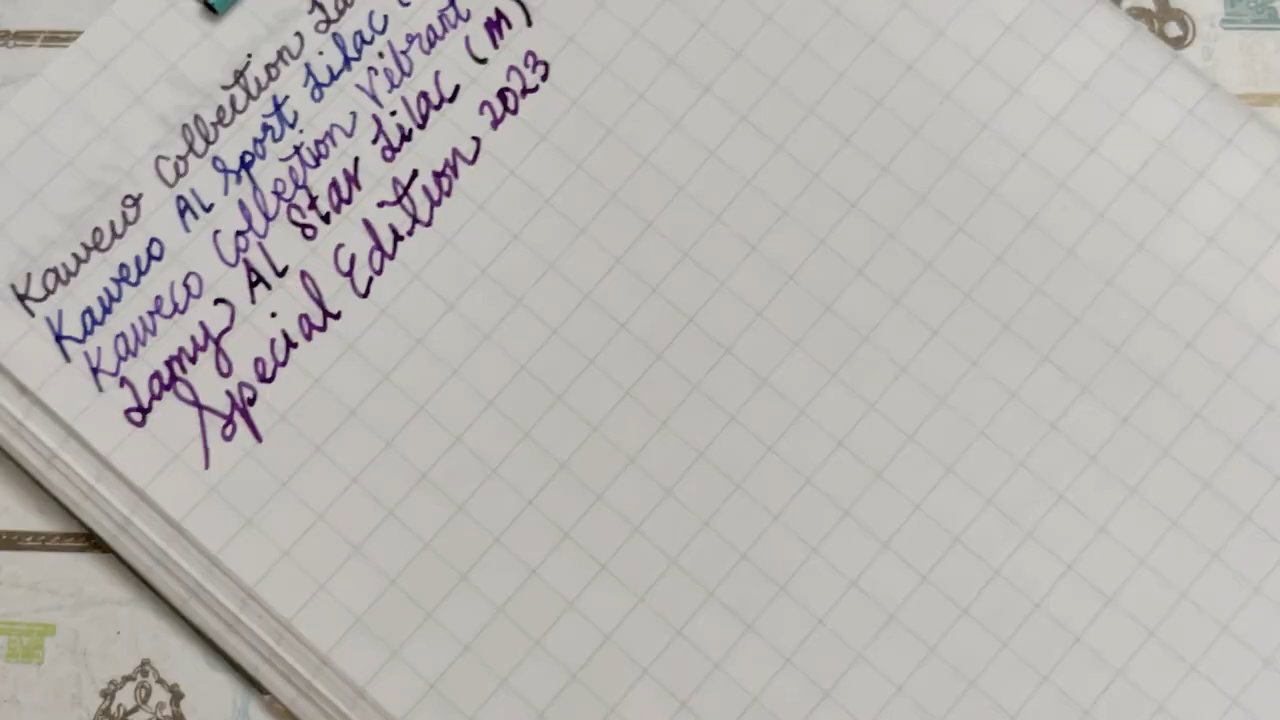 Kaweco Collection
Kaweco AL Sport Lilac (
Kaweco Collection Vibrant
Lamy AL Star Lilac (M)
Special Edition 2023